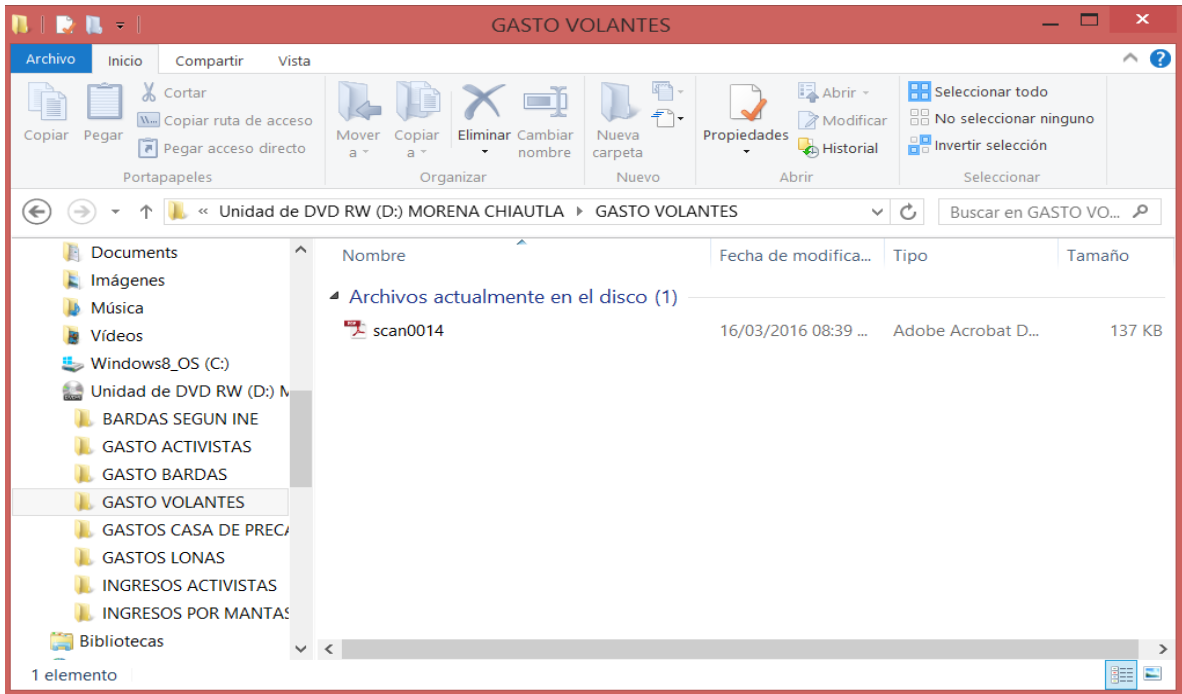 GASTO VOLANTES
Archivo Inicio Compartir Vista
Copiar
Pegar
Cortar
Copiar ruta de acceso
Pegar acceso directo
Portapapeles
Mover a
Copiar a
Eliminar
Cambiar nombre
Organizar
Nueva carpeta
Nuevo
Propiedades
Abrir
Modificar
Historial
Abrir
Seleccionar todo
No seleccionar ninguno
Invertir selección
Seleccionar
« Unidad de DVD RW (D:) MORENA CHIAUTLA GASTO VOLANTES
Buscar en GASTO VO...
Documents
Imágenes
Música
Vídeos
Windows8_OS (C:)
Unidad de DVD RW (D:) M
BARDAS SEGUN INE
GASTO ACTIVISTAS
GASTO BARDAS
GASTO VOLANTES
GASTOS CASA DE PRECA
GASTOS LONAS
INGRESOS ACTIVISTAS
INGRESOS POR MANTAS
Bibliotecas
Nombre Fecha de modifica... Tipo Tamaño
Archivos actualmente en el disco (1)
scan0014 16/03/2016 08:39 ... Adobe Acrobat D... 137 KB
1 elemento